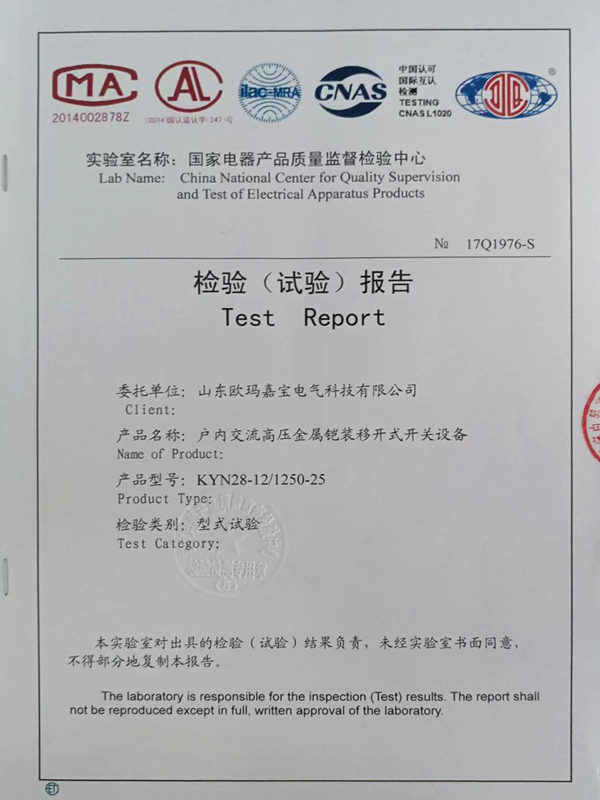 MA
2014002878Z
AL
(2014)国认监认字(247)号
ilac-MRA
CNAS
中国认可
国际互认
检测
TESTING
CNAS L1020
®
实验室名称：国家电器产品质量监督检验中心
Lab Name: China National Center for Quality Supervision
and Test of Electrical Apparatus Products
№ 17Q1976-S
检验（试验）报告
Test Report
委托单位：山东欧玛嘉宝电气科技有限公司
Client:
产品名称：户内交流高压金属铠装移开式开关设备
Name of Product:
产品型号：KYN28-12/1250-25
Product Type:
检验类别：型式试验
Test Category:
本实验室对出具的检验（试验）结果负责，未经实验室书面同意，
不得部分地复制本报告。
The laboratory is responsible for the inspection (Test) results. The report shall
not be reproduced except in full, written approval of the laboratory.